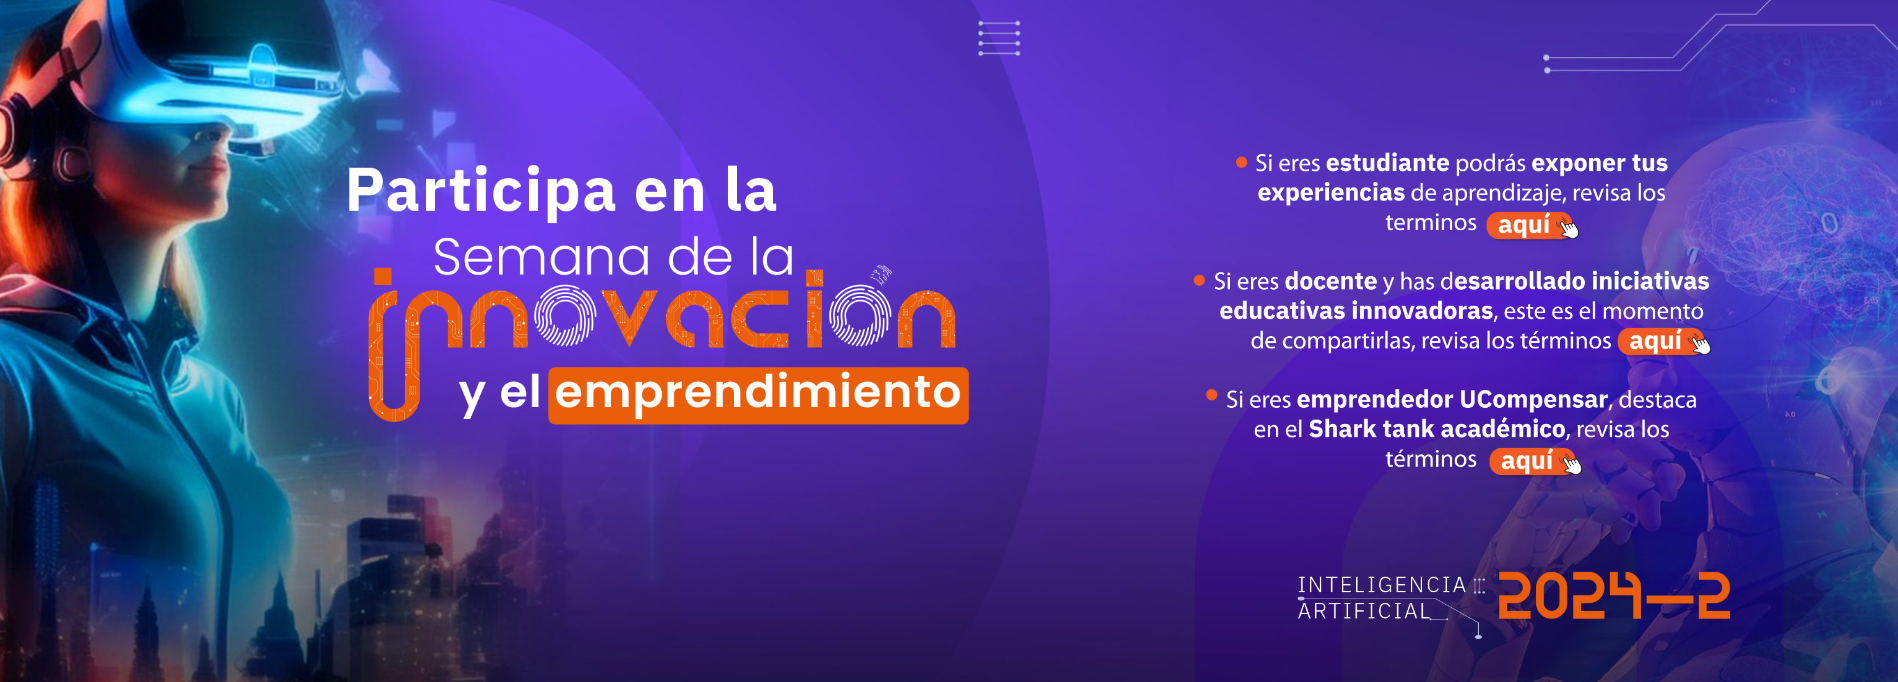 Participa en la
Semana de la
innovación
y el emprendimiento
• Si eres estudiante podrás exponer tus
experiencias de aprendizaje, revisa los
terminos aquí
• Si eres docente y has desarrollado iniciativas
educativas innovadoras, este es el momento
de compartirlas, revisa los términos aquí
• Si eres emprendedor UCompensar, destaca
en el Shark tank académico, revisa los
términos aquí
INTELIGENCIA
ARTIFICIAL
2024-2